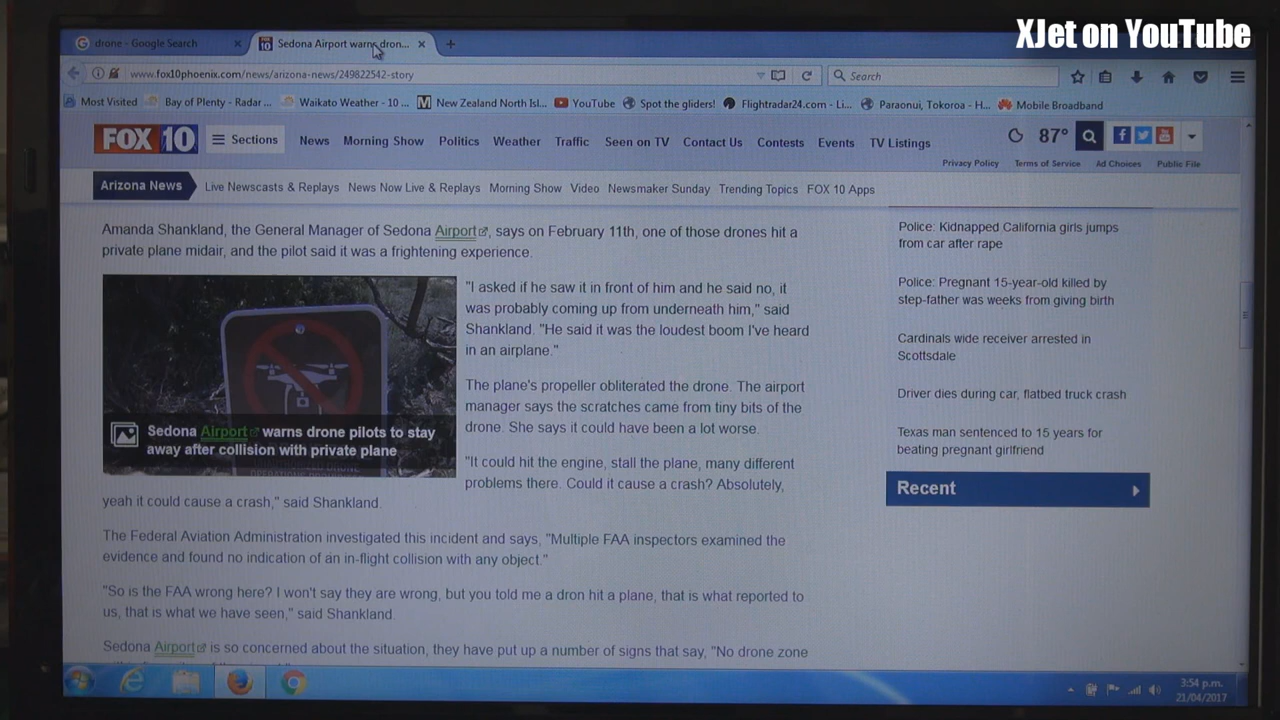 XJet on YouTube
drone - Google Search
Sedona Airport warns dron...
www.fox10phoenix.com/news/arizona-news/249822542-story
Search
Most Visited
Bay of Plenty - Radar ...
Waikato Weather - 10 ...
New Zealand North Isl...
YouTube
Spot the gliders!
Flightradar24.com - Li...
Paraonui, Tokoroa - H...
Mobile Broadband
FOX 10
Sections
News
Morning Show
Politics
Weather
Traffic
Seen on TV
Contact Us
Contests
Events
TV Listings
87°
Privacy Policy
Terms of Service
Ad Choices
Public File
Arizona News
Live Newscasts & Replays
News Now Live & Replays
Morning Show
Video
Newsmaker Sunday
Trending Topics
FOX 10 Apps
Amanda Shankland, the General Manager of Sedona Airport, says on February 11th, one of those drones hit a
private plane midair, and the pilot said it was a frightening experience.
"I asked if he saw it in front of him and he said no, it
was probably coming up from underneath him," said
Shankland. "He said it was the loudest boom I've heard
in an airplane."
The plane's propeller obliterated the drone. The airport
manager says the scratches came from tiny bits of the
drone. She says it could have been a lot worse.
Sedona Airport warns drone pilots to stay
away after collision with private plane
"It could hit the engine, stall the plane, many different
problems there. Could it cause a crash? Absolutely,
yeah it could cause a crash," said Shankland.
The Federal Aviation Administration investigated this incident and says, "Multiple FAA inspectors examined the
evidence and found no indication of an in-flight collision with any object."
"So is the FAA wrong here? I won't say they are wrong, but you told me a dron hit a plane, that is what reported to
us, that is what we have seen," said Shankland.
Sedona Airport is so concerned about the situation, they have put up a number of signs that say, "No drone zone
Police: Kidnapped California girls jumps
from car after rape
Police: Pregnant 15-year-old killed by
step-father was weeks from giving birth
Cardinals wide receiver arrested in
Scottsdale
Driver dies during car, flatbed truck crash
Texas man sentenced to 15 years for
beating pregnant girlfriend
Recent
3:54 p.m.
21/04/2017